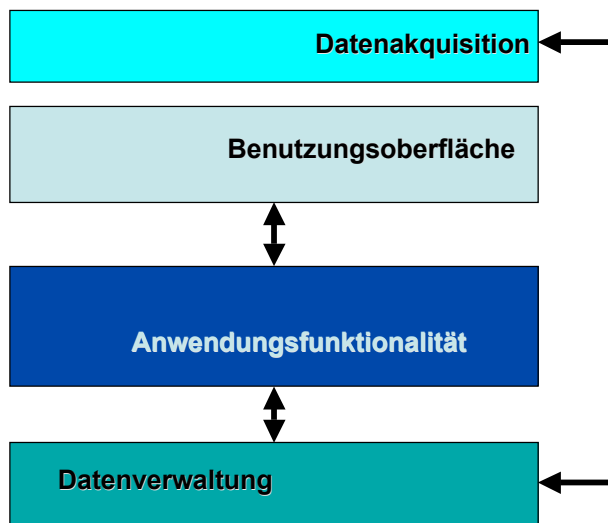 Datenakquisition
Benutzungsoberfläche
Anwendungsfunktionalität
Datenverwaltung